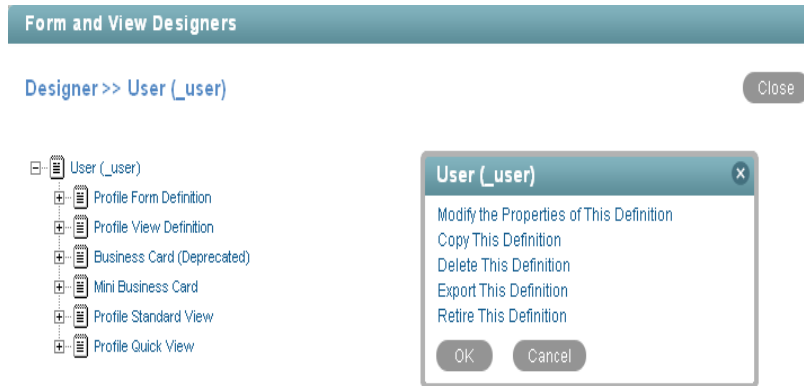 Form and View Designers
Designer >> User (_user)
Close
User (_user)
Profile Form Definition
Profile View Definition
Business Card (Deprecated)
Mini Business Card
Profile Standard View
Profile Quick View
User (_user)
Modify the Properties of This Definition
Copy This Definition
Delete This Definition
Export This Definition
Retire This Definition
OK
Cancel